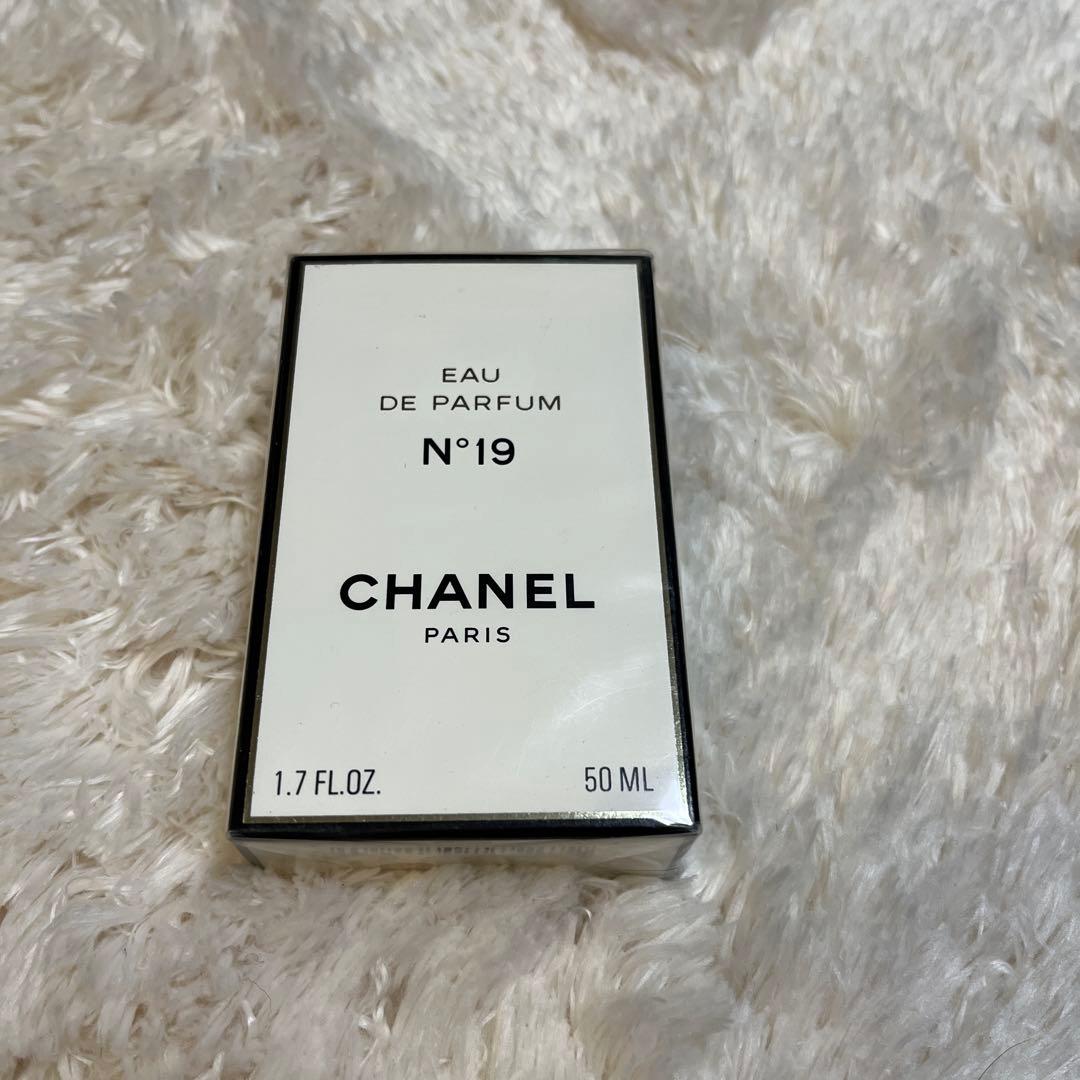 EAU
DE PARFUM
N°19
CHANEL
PARIS
1.7 FL.OZ. 50 ML